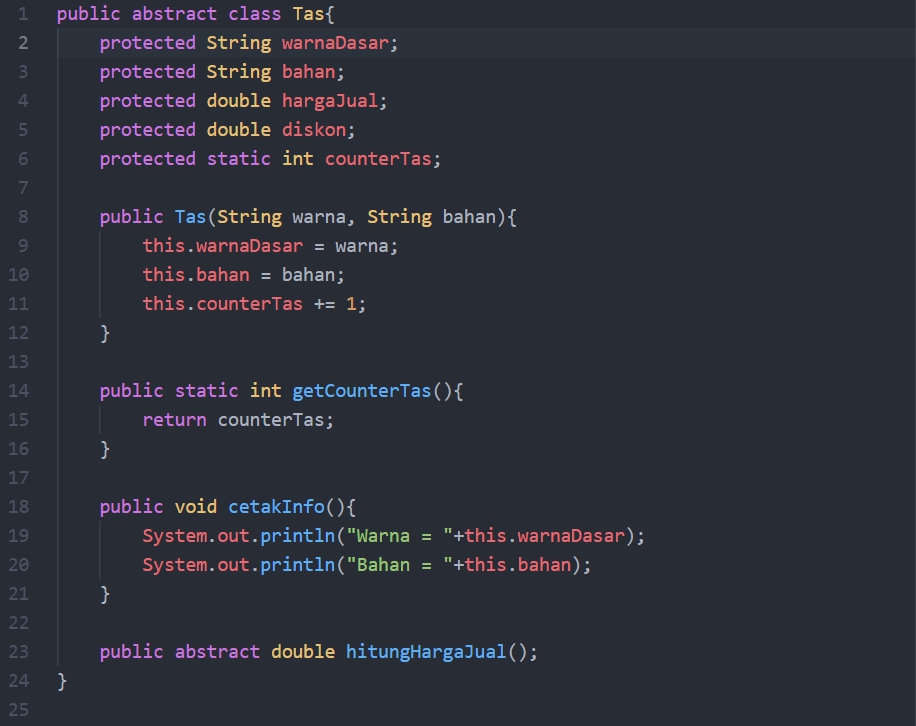 1 public abstract class Tas{
2     protected String warnaDasar;
3     protected String bahan;
4     protected double hargaJual;
5     protected double diskon;
6     protected static int counterTas;
7
8     public Tas(String warna, String bahan){
9         this.warnaDasar = warna;
10         this.bahan = bahan;
11         this.counterTas += 1;
12     }
13
14     public static int getCounterTas(){
15         return counterTas;
16     }
17
18     public void cetakInfo(){
19         System.out.println("Warna = "+this.warnaDasar);
20         System.out.println("Bahan = "+this.bahan);
21     }
22
23     public abstract double hitungHargaJual();
24 }
25